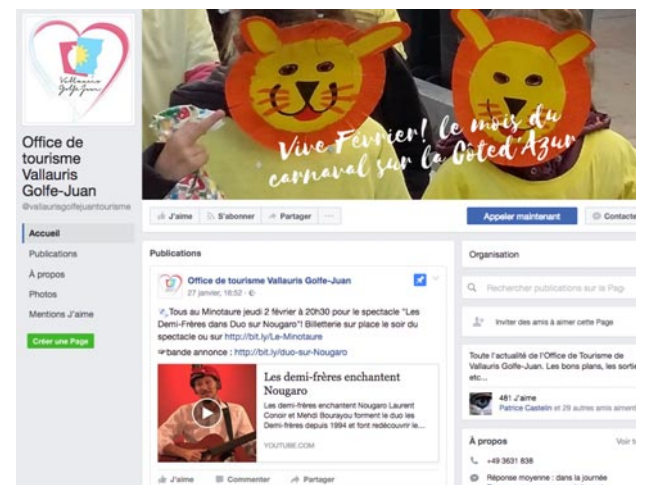 Vallauris
Golfe-Juan
Office de
tourisme
Vallauris
Golfe-Juan
@vallaurisgolfejuantourisme
Accueil
Publications
À propos
Photos
Mentions J'aime
Créer une Page
Vive Février! le mois du
carnaval sur la Côted'Azur
J'aime
S'abonner
Partager
Appeler maintenant
Contacte
Publications
Office de tourisme Vallauris Golfe-Juan
27 janvier, 16:52
Tous au Minotaure jeudi 2 février à 20h30 pour le spectacle "Les
Demi-Frères dans Duo sur Nougaro"! Billetterie sur place le soir du
spectacle ou sur http://bit.ly/Le-Minotaure
bande annonce : http://bit.ly/duo-sur-Nougaro
Les demi-frères enchantent
Nougaro
Les demi-frères enchantent Nougaro Laurent
Conoir et Mehdi Bourayou forment le duo les
Demi-frères depuis 1994 et font redécouvrir le...
YOUTUBE.COM
J'aime
Commenter
Partager
Organisation
Rechercher publications sur la Pag
Inviter des amis à aimer cette Page
Toute l'actualité de l'Office de Tourisme de
Vallauris Golfe-Juan. Les bons plans, les sortie
etc...
481 J'aime
Patrice Casteln et 29 autres amis aiment
À propos
Voir to
+49 3631 838
Réponse moyenne : dans la journée